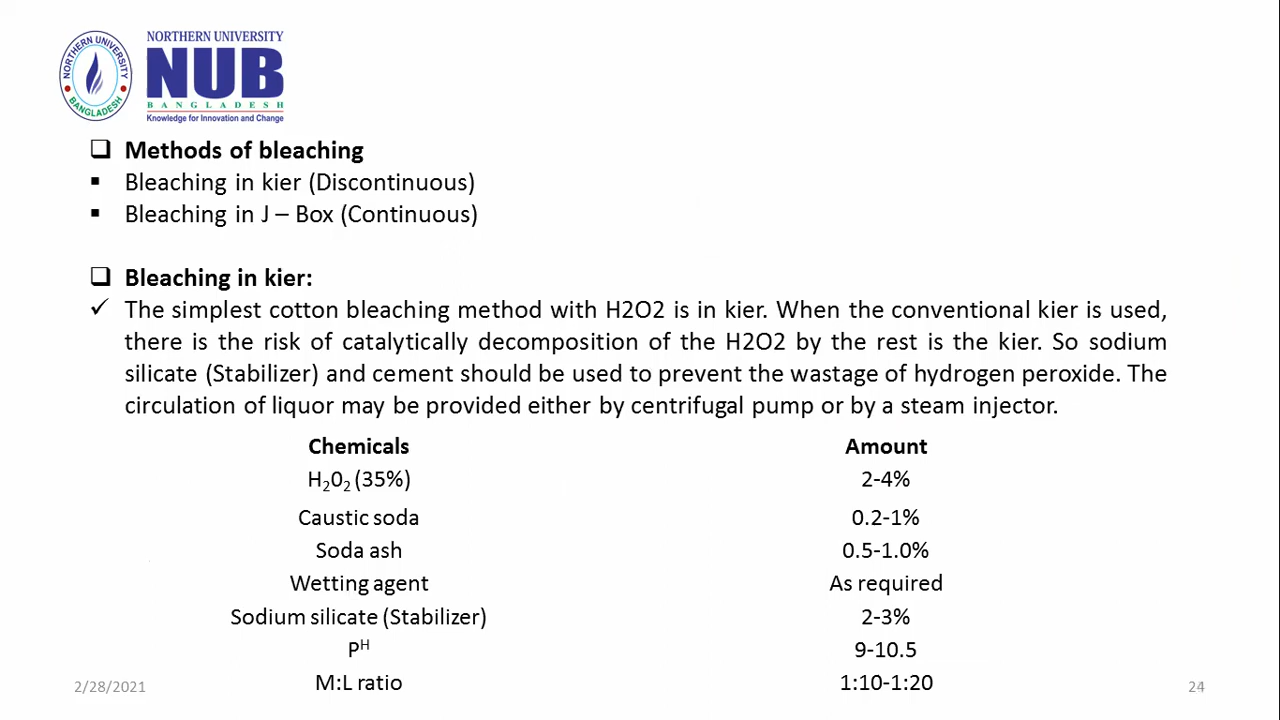 NORTHERN UNIVERSITY
BANGLADESH
NORTHERN UNIVERSITY
NUB
BANGLADESH
Knowledge for Innovation and Change
❑ Methods of bleaching
▪ Bleaching in kier (Discontinuous)
▪ Bleaching in J – Box (Continuous)
❑ Bleaching in kier:
✓ The simplest cotton bleaching method with H2O2 is in kier. When the conventional kier is used,
there is the risk of catalytically decomposition of the H2O2 by the rest is the kier. So sodium
silicate (Stabilizer) and cement should be used to prevent the wastage of hydrogen peroxide. The
circulation of liquor may be provided either by centrifugal pump or by a steam injector.
Chemicals Amount
H₂0₂ (35%) 2-4%
Caustic soda 0.2-1%
Soda ash 0.5-1.0%
Wetting agent As required
Sodium silicate (Stabilizer) 2-3%
Pᴴ 9-10.5
M:L ratio 1:10-1:20
2/28/2021 24